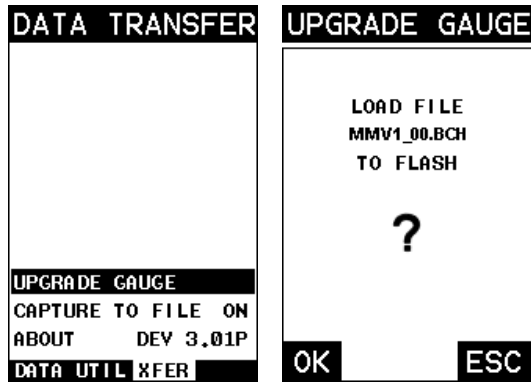 DATA TRANSFER
UPGRADE GAUGE
CAPTURE TO FILE ON
ABOUT DEV 3.01P
DATA UTIL XFER
UPGRADE GAUGE
LOAD FILE
MMV1_00.BCH
TO FLASH
?
OK ESC